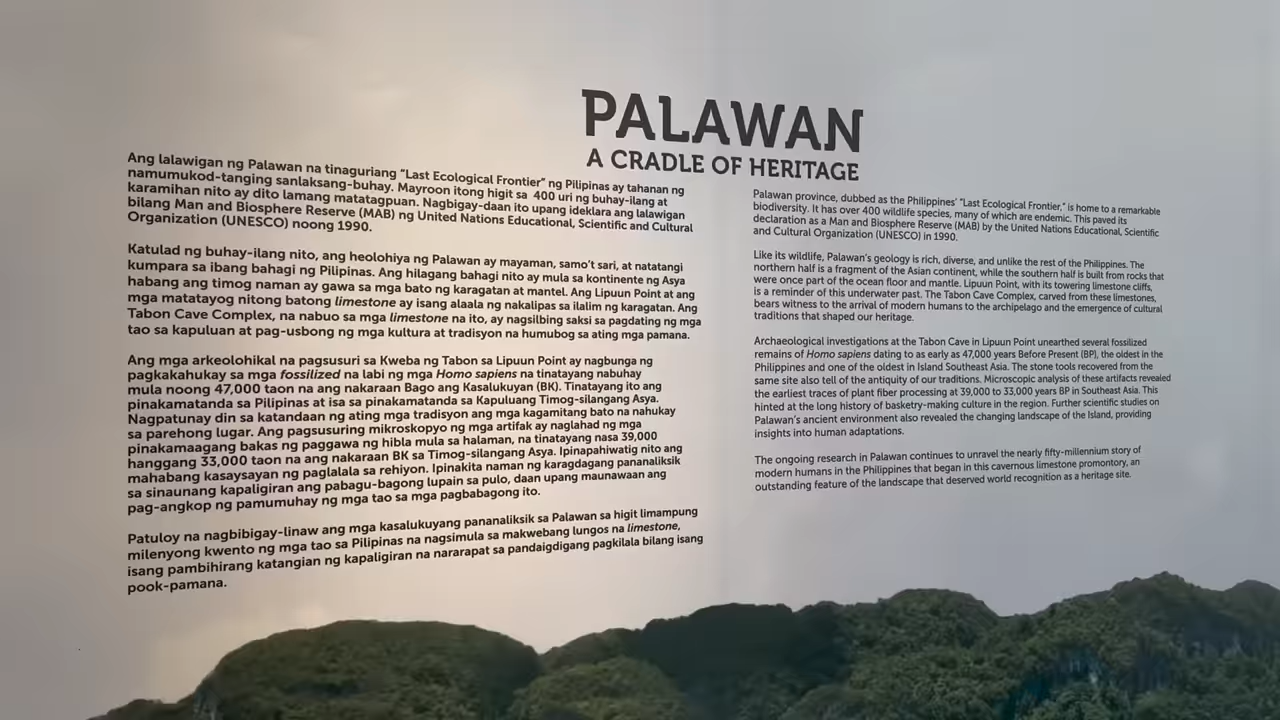 PALAWAN
A CRADLE OF HERITAGE
Ang lalawigan ng Palawan na tinaguriang “Last Ecological Frontier” ng Pilipinas ay tahanan ng
namumukod-tanging sanlaksang-buhay. Mayroon itong higit sa 400 uri ng buhay-ilang at
karamihan nito ay dito lamang matatagpuan. Nagbigay-daan ito upang ideklara ang lalawigan
bilang Man and Biosphere Reserve (MAB) ng United Nations Educational, Scientific and Cultural
Organization (UNESCO) noong 1990.
Katulad ng buhay-ilang nito, ang heolohiya ng Palawan ay mayaman, samo’t sari, at natatangi
kumpara sa ibang bahagi ng Pilipinas. Ang hilagang bahagi nito ay mula sa kontinente ng Asya
habang ang timog naman ay gawa sa mga bato ng karagatan at mantel. Ang Lipuun Point at ang
mga matatayog nitong batong limestone ay isang alaala ng nakalipas sa ilalim ng karagatan. Ang
Tabon Cave Complex, na nabuo sa mga limestone na ito, ay nagsilbing saksi sa pagdating ng mga
tao sa kapuluan at pag-usbong ng mga kultura at tradisyon na humubog sa ating mga pamana.
Ang mga arkeolohikal na pagsusuri sa Kweba ng Tabon sa Lipuun Point ay nagbunga ng
pagkakahukay sa mga fossilized na labi ng mga Homo sapiens na tinatayang nabuhay
mula noong 47,000 taon na ang nakaraan Bago ang Kasalukuyan (BK). Tinatayang ito ang
pinakamatanda sa Pilipinas at isa sa pinakamatanda sa Kapuluang Timog-silangang Asya.
Nagpatunay din sa katandaan ng ating mga tradisyon ang mga kagamitang bato na nahukay
sa parehong lugar. Ang pagsusuring mikroskopyo ng mga artifak ay naglahad ng mga
pinakamaagang bakas ng paggawa ng hibla mula sa halaman, na tinatayang nasa 39,000
hanggang 33,000 taon na ang nakaraan BK sa Timog-silangang Asya. Ipinapahiwatig nito ang
mahabang kasaysayan ng paglalala sa rehiyon. Ipinakita naman ng karagdagang pananaliksik
sa sinaunang kapaligiran ang pabagu-bagong lupain sa pulo, daan upang maunawaan ang
pag-angkop ng pamumuhay ng mga tao sa mga pagbabagong ito.
Patuloy na nagbibigay-linaw ang mga kasalukuyang pananaliksik sa Palawan sa higit limampung
milenyong kwento ng mga tao sa Pilipinas na nagsimula sa makwebang lungos na limestone,
isang pambihirang katangian ng kapaligiran na nararapat sa pandaigdigang pagkilala bilang isang
pook-pamana.
Palawan province, dubbed as the Philippines’ “Last Ecological Frontier,” is home to a remarkable
biodiversity. It has over 400 wildlife species, many of which are endemic. This paved its
declaration as a Man and Biosphere Reserve (MAB) by the United Nations Educational, Scientific
and Cultural Organization (UNESCO) in 1990.
Like its wildlife, Palawan’s geology is rich, diverse, and unlike the rest of the Philippines. The
northern half is a fragment of the Asian continent, while the southern half is built from rocks that
were once part of the ocean floor and mantle. Lipuun Point, with its towering limestone cliffs,
is a reminder of this underwater past. The Tabon Cave Complex, carved from these limestones,
bears witness to the arrival of modern humans to the archipelago and the emergence of cultural
traditions that shaped our heritage.
Archaeological investigations at the Tabon Cave in Lipuun Point unearthed several fossilized
remains of Homo sapiens dating to as early as 47,000 years Before Present (BP), the oldest in the
Philippines and one of the oldest in Island Southeast Asia. The stone tools recovered from the
same site also tell of the antiquity of our traditions. Microscopic analysis of these artifacts revealed
the earliest traces of plant fiber processing at 39,000 to 33,000 years BP in Southeast Asia. This
hinted at the long history of basketry-making culture in the region. Further scientific studies on
Palawan’s ancient environment also revealed the changing landscape of the Island, providing
insights into human adaptations.
The ongoing research in Palawan continues to unravel the nearly fifty-millennium story of
modern humans in the Philippines that began in this cavernous limestone promontory, an
outstanding feature of the landscape that deserved world recognition as a heritage site.